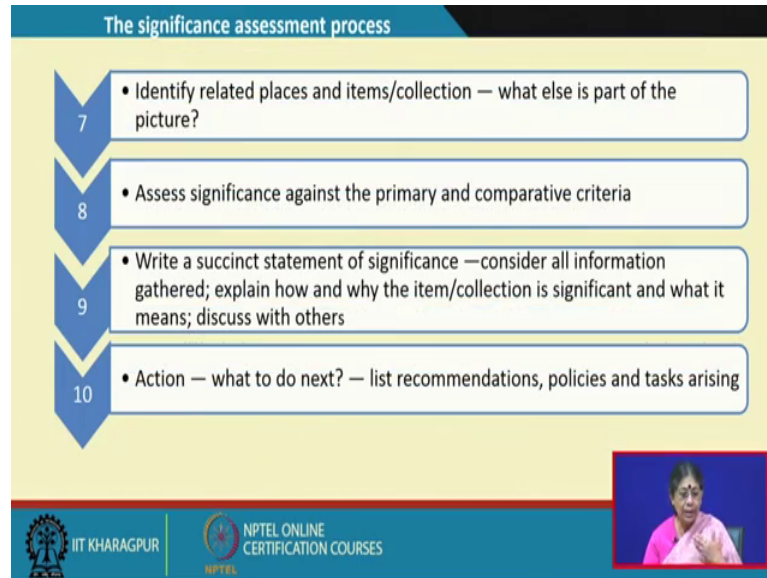 The significance assessment process
7
• Identify related places and items/collection — what else is part of the
picture?
8
• Assess significance against the primary and comparative criteria
9
• Write a succinct statement of significance —consider all information
gathered; explain how and why the item/collection is significant and what it
means; discuss with others
10
• Action — what to do next? — list recommendations, policies and tasks arising
IIT KHARAGPUR
NPTEL
NPTEL ONLINE
CERTIFICATION COURSES